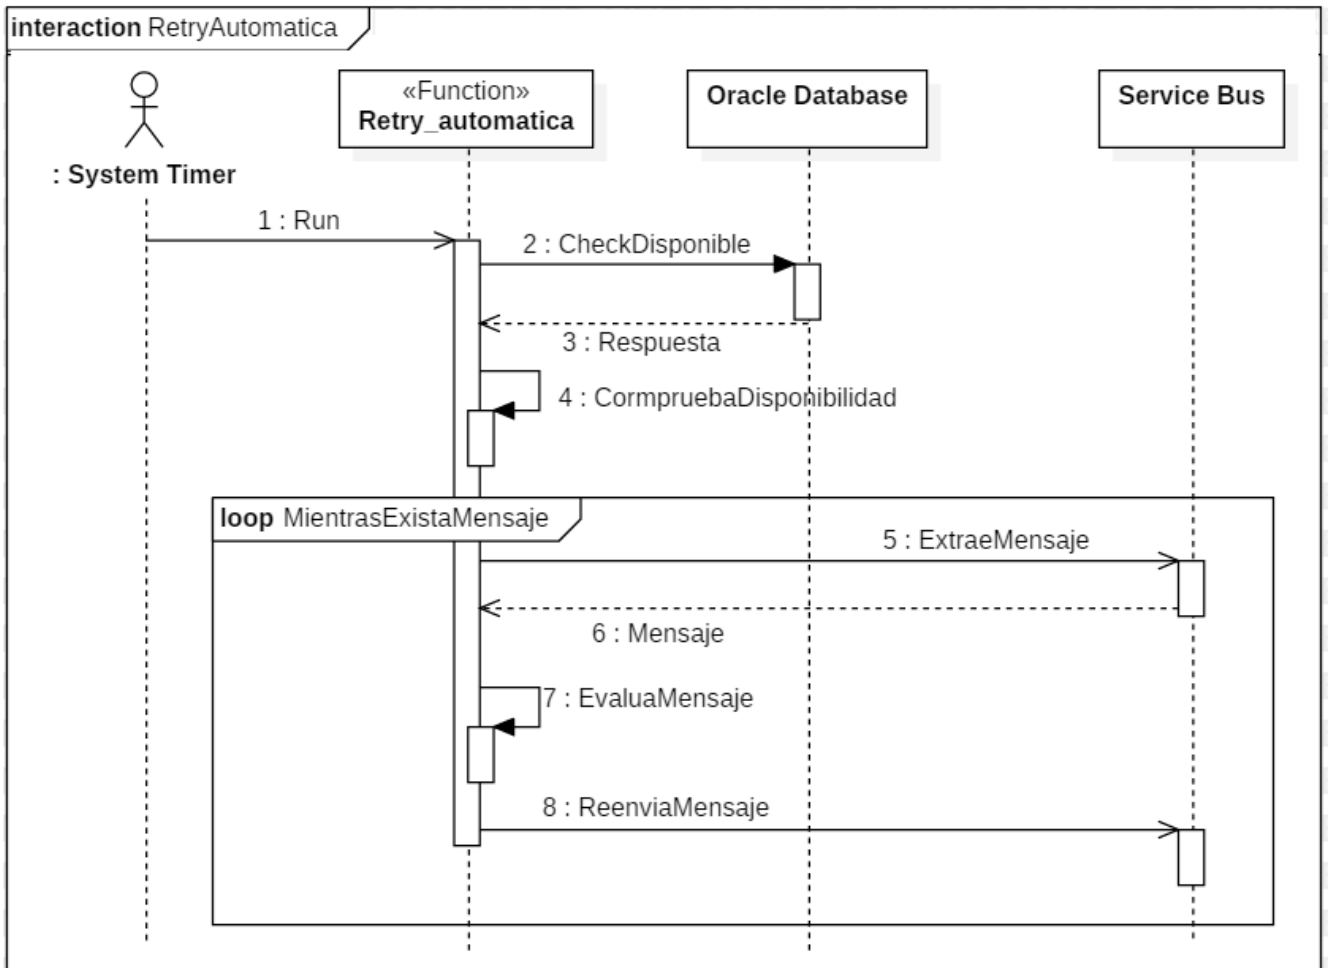 interaction RetryAutomatica
«Function»
Retry_automatica
Oracle Database
Service Bus
: System Timer
1 : Run
2 : CheckDisponible
3 : Respuesta
4 : CormpruebaDisponibilidad
loop MientrasExistaMensaje
5 : ExtraeMensaje
6 : Mensaje
7 : EvaluaMensaje
8 : ReenviaMensaje